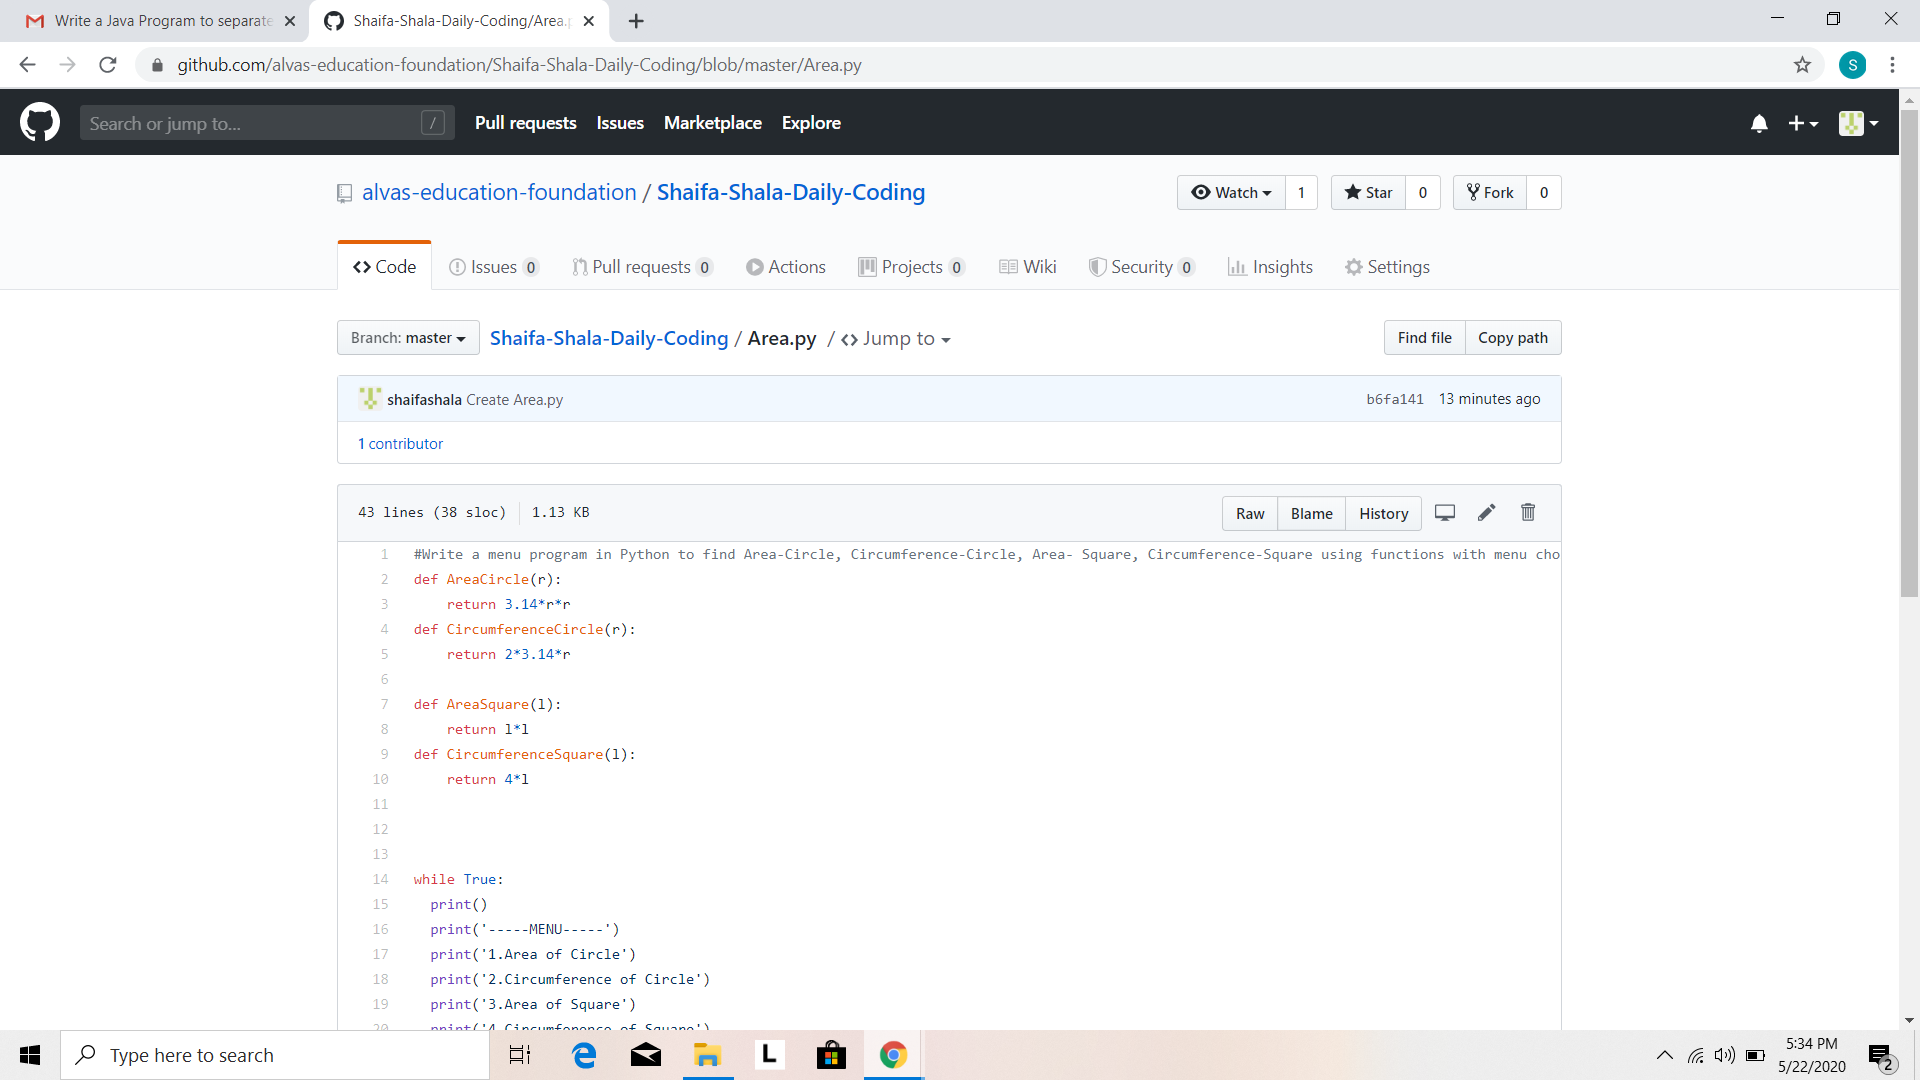 Write a Java Program to separate
Shaifa-Shala-Daily-Coding/Area.p
github.com/alvas-education-foundation/Shaifa-Shala-Daily-Coding/blob/master/Area.py
S
Search or jump to... /
Pull requests Issues Marketplace Explore
alvas-education-foundation / Shaifa-Shala-Daily-Coding
Watch 1 Star 0 Fork 0
Code Issues 0 Pull requests 0 Actions Projects 0 Wiki Security 0 Insights Settings
Branch: master Shaifa-Shala-Daily-Coding / Area.py / Jump to Find file Copy path
shaifashala Create Area.py b6fa141 13 minutes ago
1 contributor
43 lines (38 sloc) 1.13 KB Raw Blame History
1 #Write a menu program in Python to find Area-Circle, Circumference-Circle, Area- Square, Circumference-Square using functions with menu cho
2 def AreaCircle(r):
3 return 3.14*r*r
4 def CircumferenceCircle(r):
5 return 2*3.14*r
6
7 def AreaSquare(l):
8 return l*l
9 def CircumferenceSquare(l):
10 return 4*l
11
12
13
14 while True:
15 print()
16 print('-----MENU-----')
17 print('1.Area of Circle')
18 print('2.Circumference of Circle')
19 print('3.Area of Square')
20 print('4.Circumference of Square')
Type here to search
L
5:34 PM
5/22/2020
2